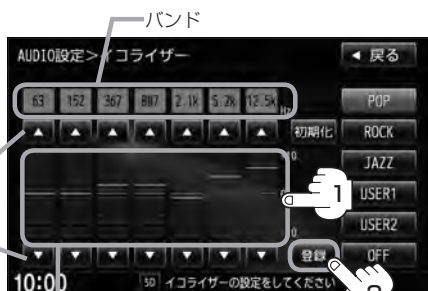 バンド
AUDIO設定>イコライザー ◀ 戻る
63 152 367 887 2.1k 5.2k 12.5k Hz POP
▲ ▲ ▲ ▲ ▲ ▲ ▲ 初期化 ROCK
JAZZ
1 USER1
USER2
▼ ▼ ▼ ▼ ▼ ▼ ▼ 登録 OFF
10:00 SD イコライザーの設定をしてください